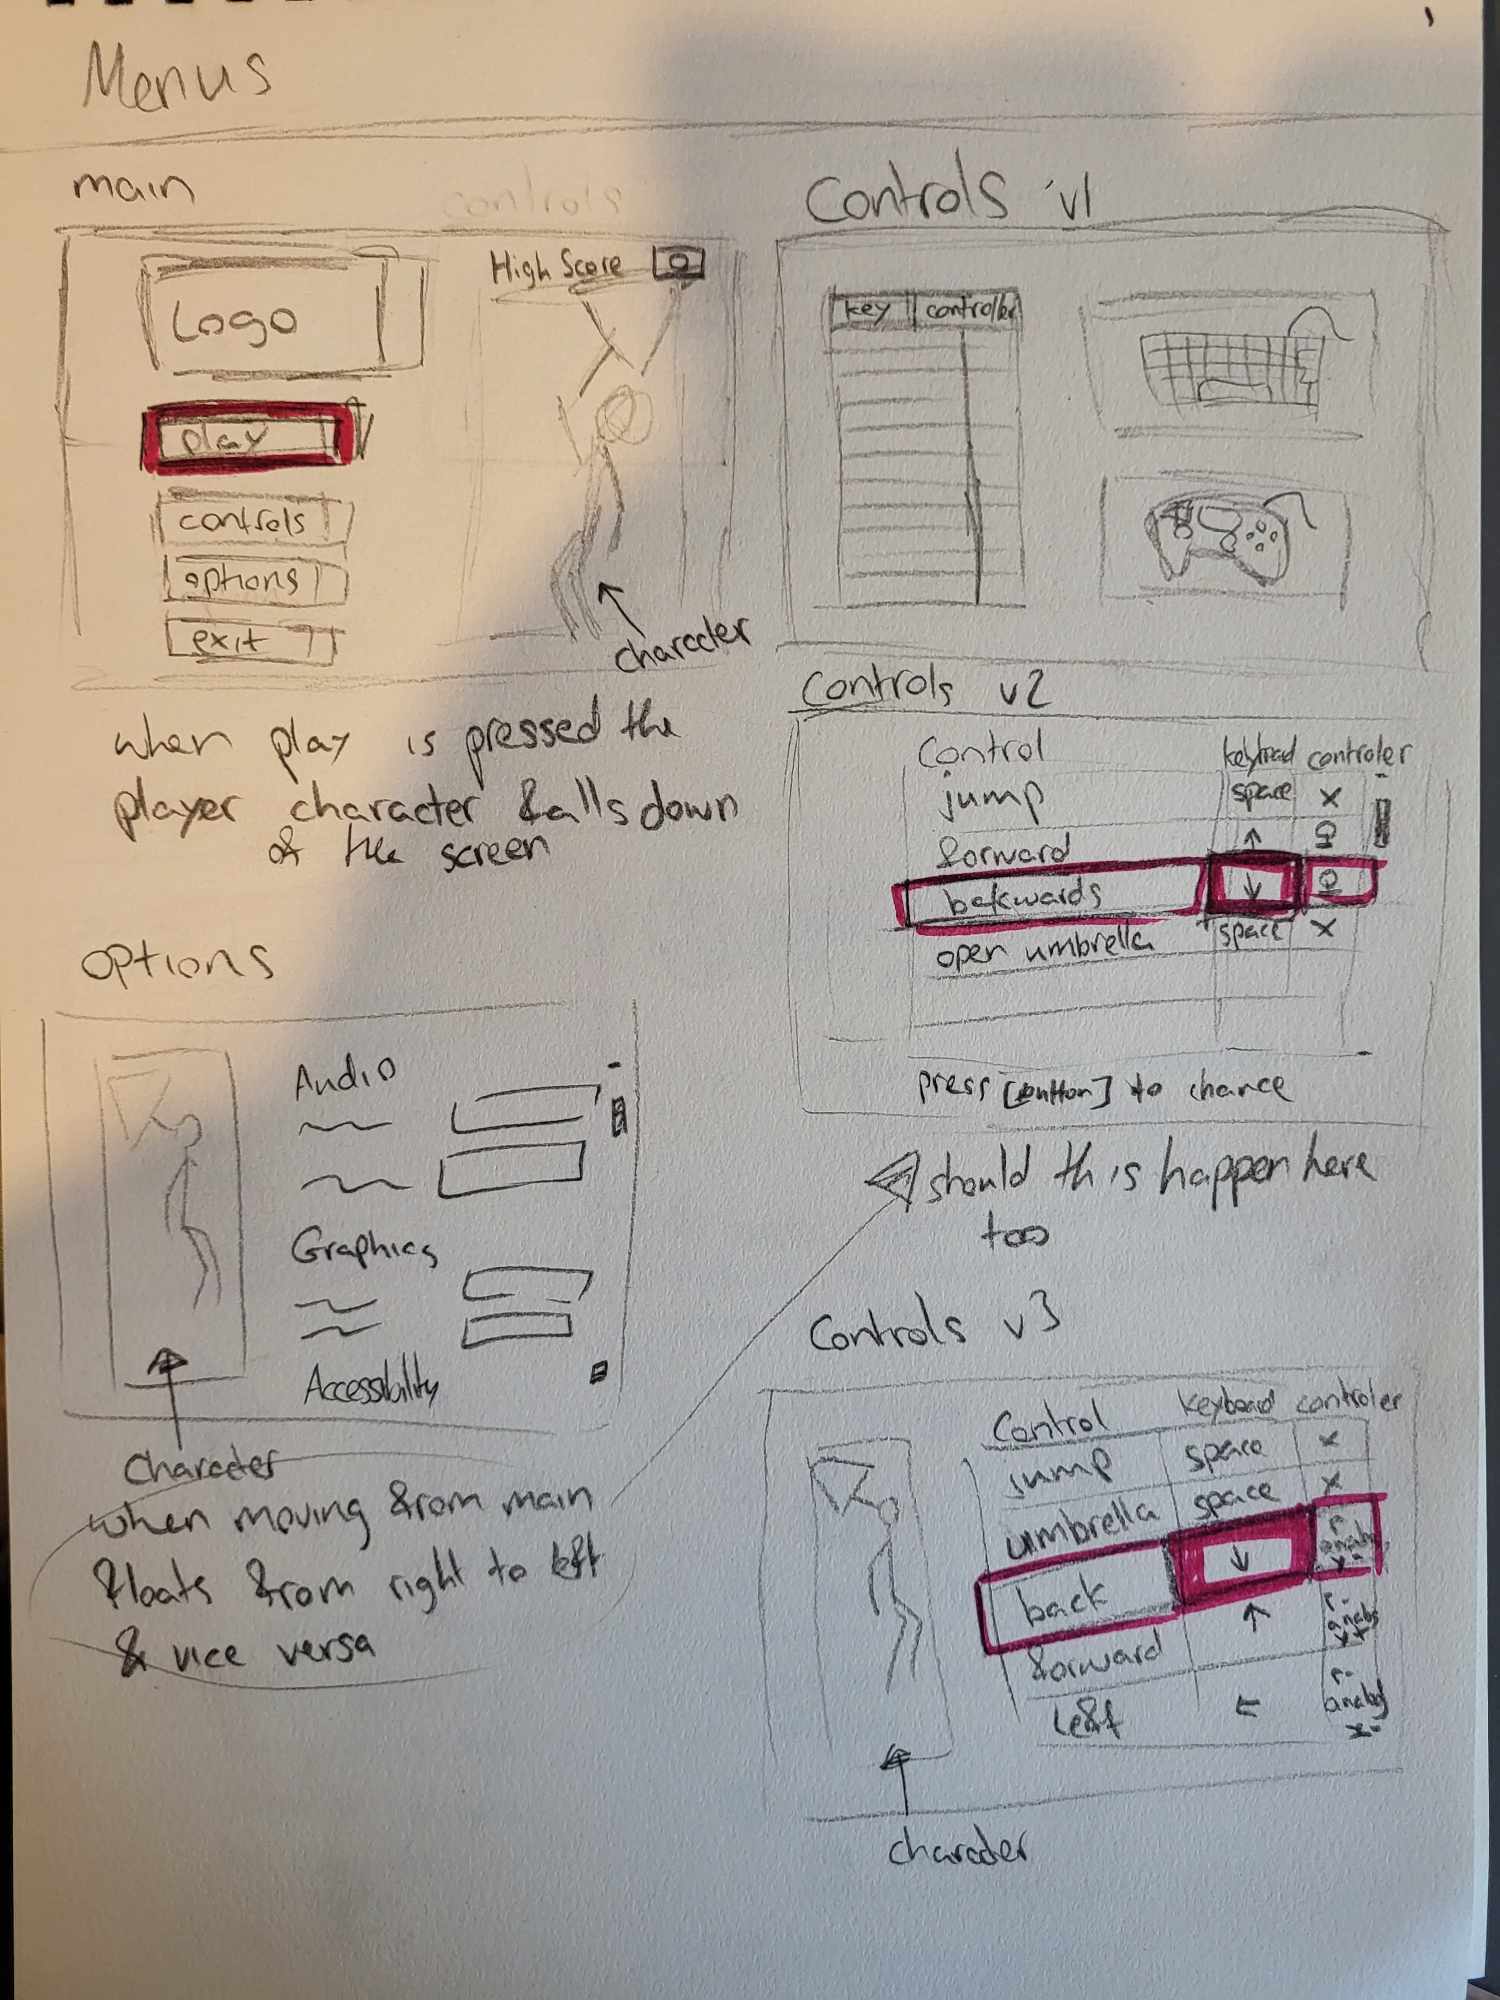 Menus
main
controls
Logo
High Score 0
play
controls
options
exit
character
when play is pressed the
player character falls down
of the screen
Controls v1
key controller
Controls v2
Control keybrad controler
jump space x
forward ↑
backwards ↓
open umbrella space x
press [button] to chance
should this happen here
too
options
Audio
Graphics
Accessibility
Character
when moving from main
floats from right to left
& vice versa
Controls v3
Control keyboard controler
jump space x
umbrella space x
back ↓ r-analog y-
forward ↑ r-analog y+
left ← r-analog x-
character